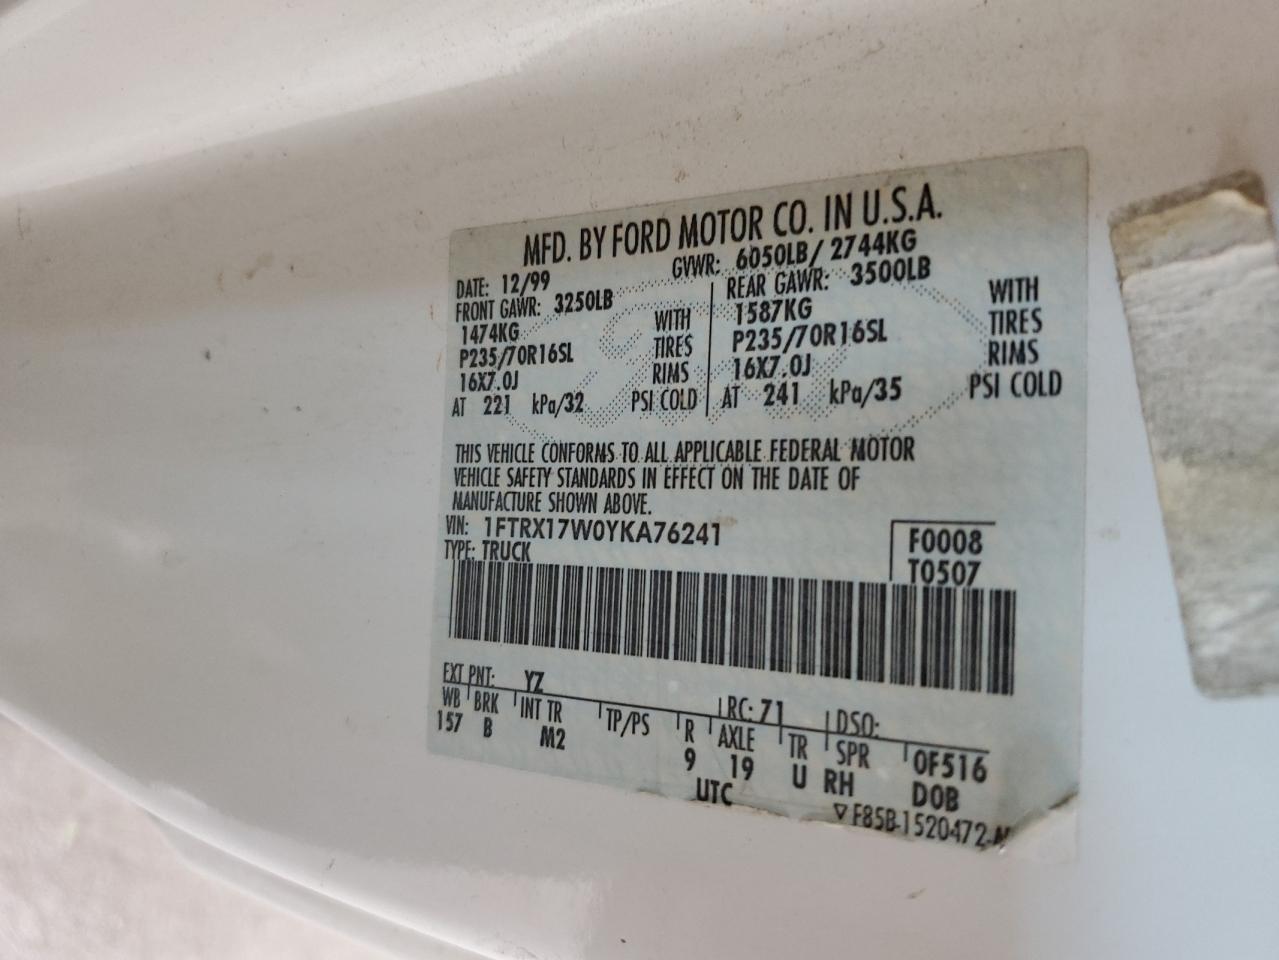 MFD. BY FORD MOTOR CO. IN U.S.A.
DATE: 12/99 GVWR: 6050LB/ 2744KG
FRONT GAWR: 3250LB REAR GAWR: 3500LB
1474KG WITH 1587KG WITH
P235/70R16SL TIRES P235/70R16SL TIRES
16X7.0J RIMS 16X7.0J RIMS
AT 221 kPa/32 PSI COLD AT 241 kPa/35 PSI COLD
THIS VEHICLE CONFORMS TO ALL APPLICABLE FEDERAL MOTOR
VEHICLE SAFETY STANDARDS IN EFFECT ON THE DATE OF
MANUFACTURE SHOWN ABOVE.
VIN: 1FTRX17W0YKA76241 F0008
TYPE: TRUCK T0507
EXT PNT: YZ RC: 71 DSO:
WB BRK INT TR TP/PS R AXLE TR SPR 0F516
157 B M2 9 19 U RH D0B
UTC
▽ F85B-1520472-